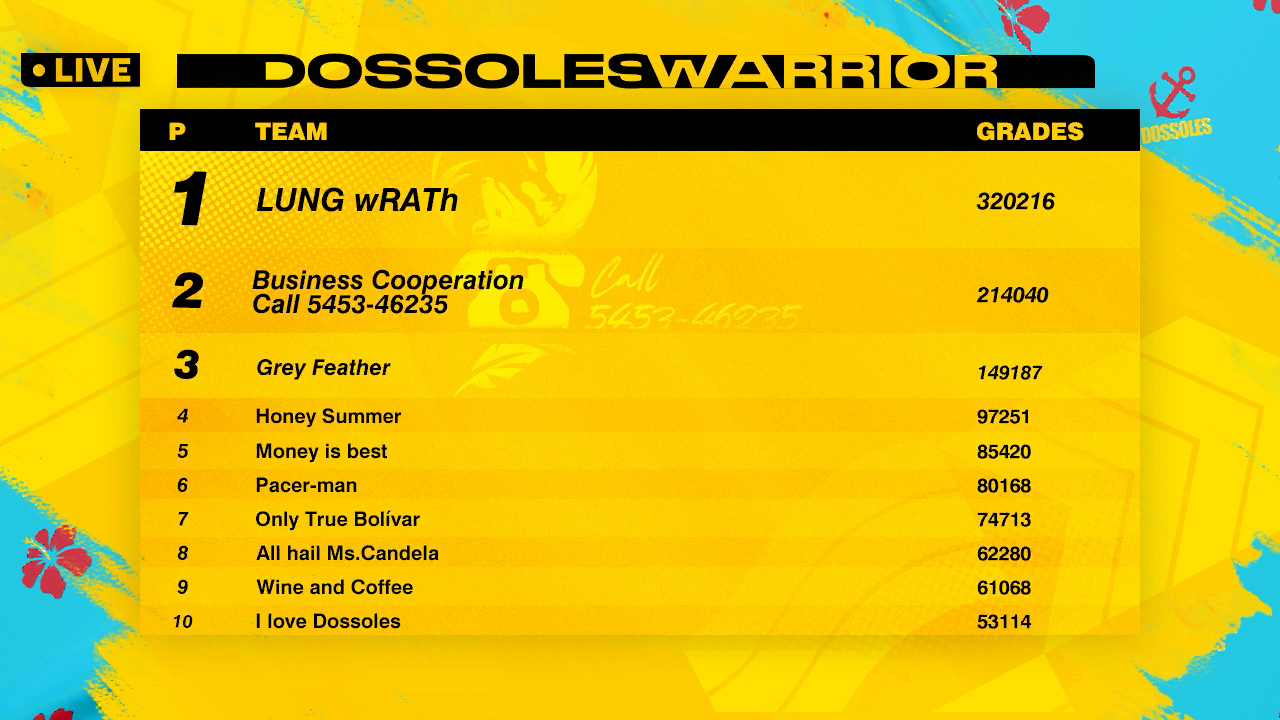 • LIVE
DOSSOLESWARRIOR
P TEAM GRADES
DOSSOLES
1 LUNG wRATh 320216
2 Business Cooperation
Call 5453-46235 214040
Call
5453-46235
3 Grey Feather 149187
4 Honey Summer 97251
5 Money is best 85420
6 Pacer-man 80168
7 Only True Bolívar 74713
8 All hail Ms.Candela 62280
9 Wine and Coffee 61068
10 I love Dossoles 53114